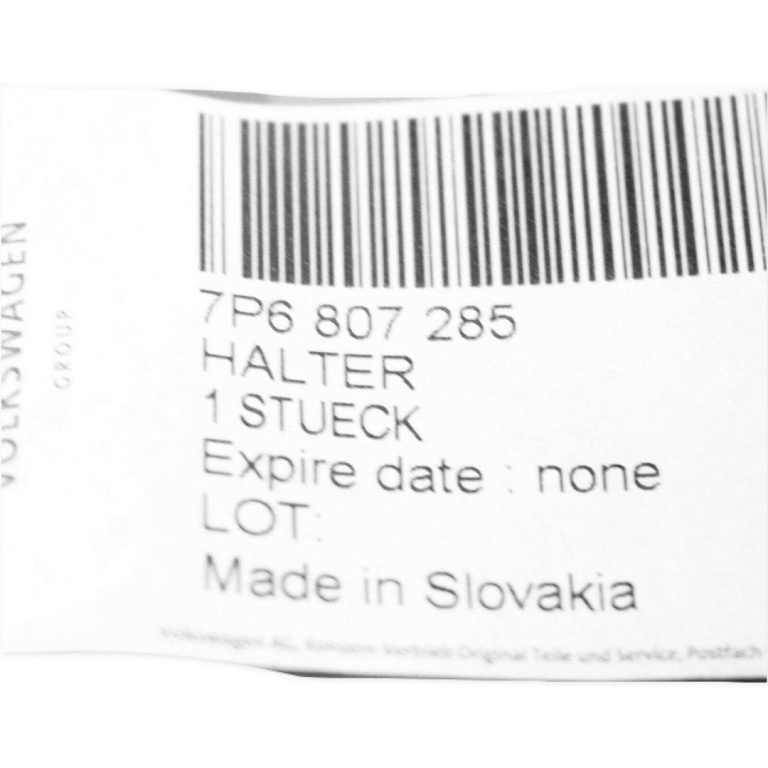 VOLKSWAGEN
GROUP
7P6 807 285
HALTER
1 STUECK
Expire date : none
LOT:
Made in Slovakia
Volkswagen AG, Konzern Vertrieb Original Teile und Service, Postfach